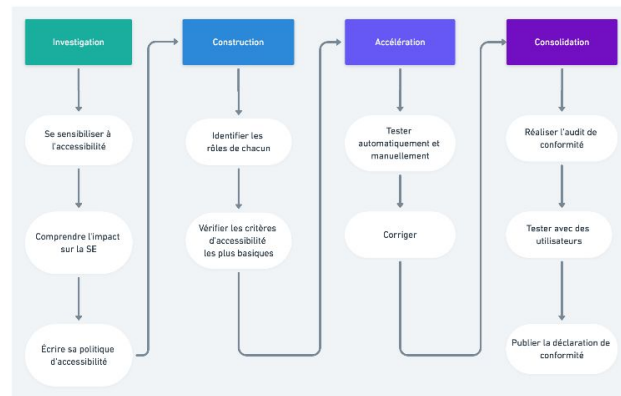 Investigation
Se sensibiliser à
l'accessibilité
Comprendre l'impact
sur la SE
Écrire sa politique
d'accessibilité
Construction
Identifier les
rôles de chacun
Vérifier les critères
d'accessibilité
les plus basiques
Accélération
Tester
automatiquement et
manuellement
Corriger
Consolidation
Réaliser l'audit de
conformité
Tester avec des
utilisateurs
Publier la déclaration de
conformité